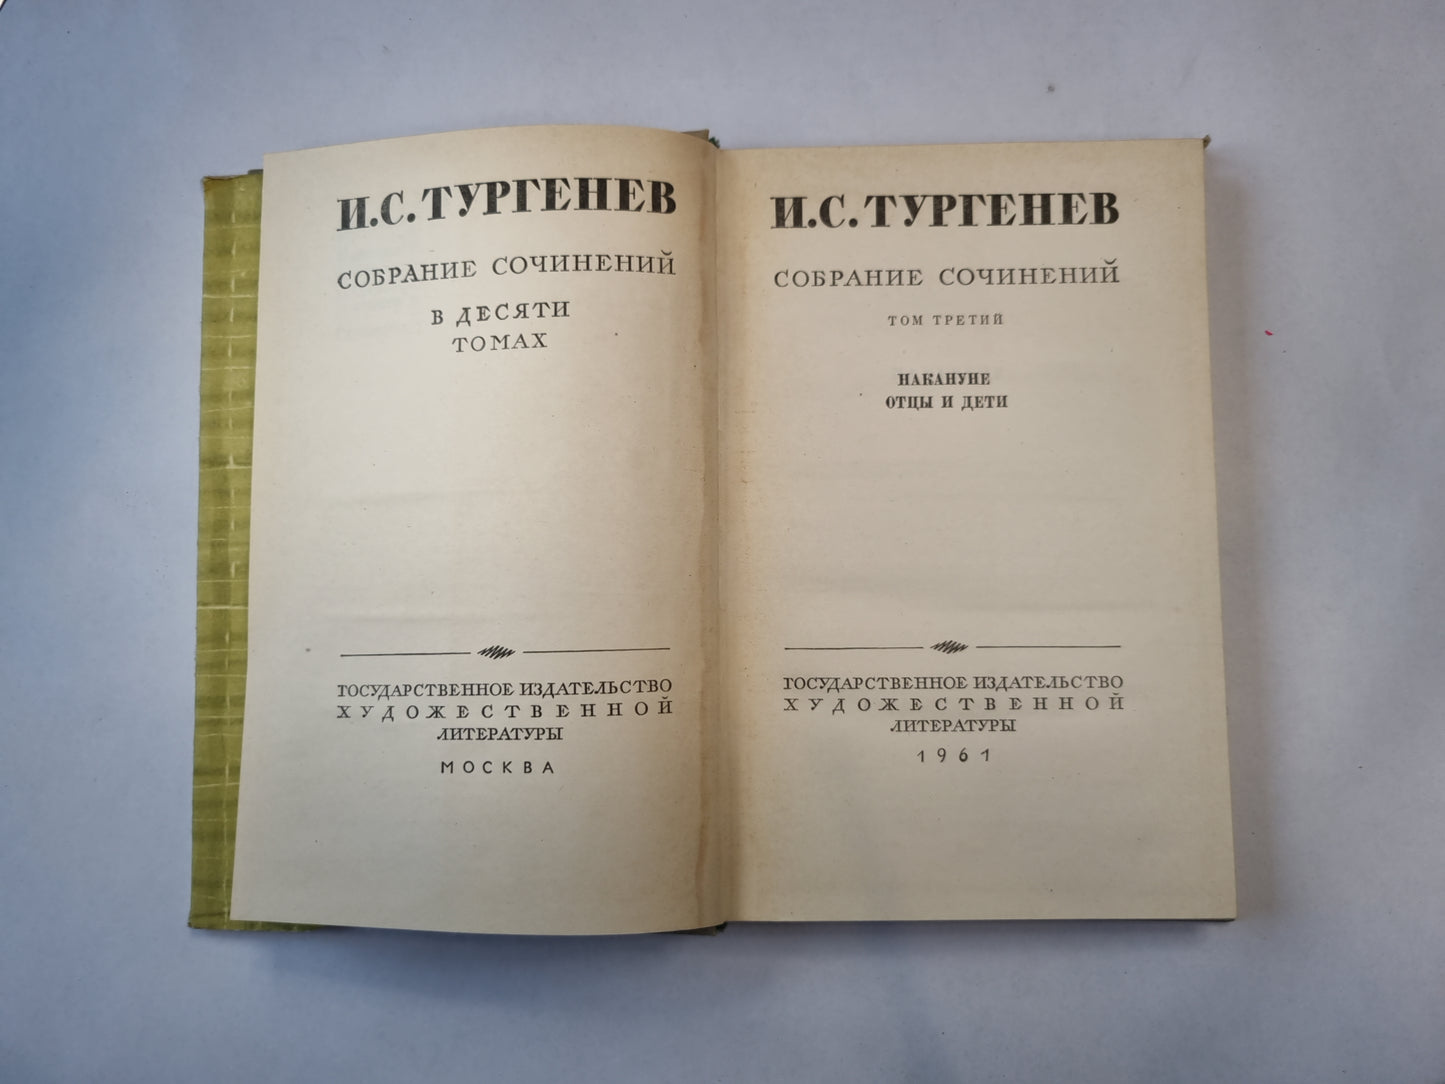 И.С.ТУРГЕНЕВ
СОБРАНИЕ СОЧИНЕНИЙ
В ДЕСЯТИ
ТОМАХ
ГОСУДАРСТВЕННОЕ ИЗДАТЕЛЬСТВО
ХУДОЖЕСТВЕННОЙ
ЛИТЕРАТУРЫ
МОСКВА
И.С.ТУРГЕНЕВ
СОБРАНИЕ СОЧИНЕНИЙ
ТОМ ТРЕТИЙ
НАКАНУНЕ
ОТЦЫ И ДЕТИ
ГОСУДАРСТВЕННОЕ ИЗДАТЕЛЬСТВО
ХУДОЖЕСТВЕННОЙ
ЛИТЕРАТУРЫ
1961